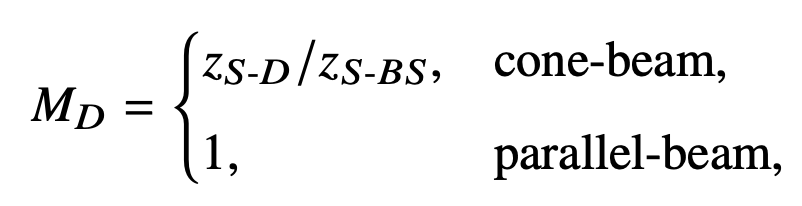 M_D = { z_{S-D}/z_{S-BS}, cone-beam,
1, parallel-beam,